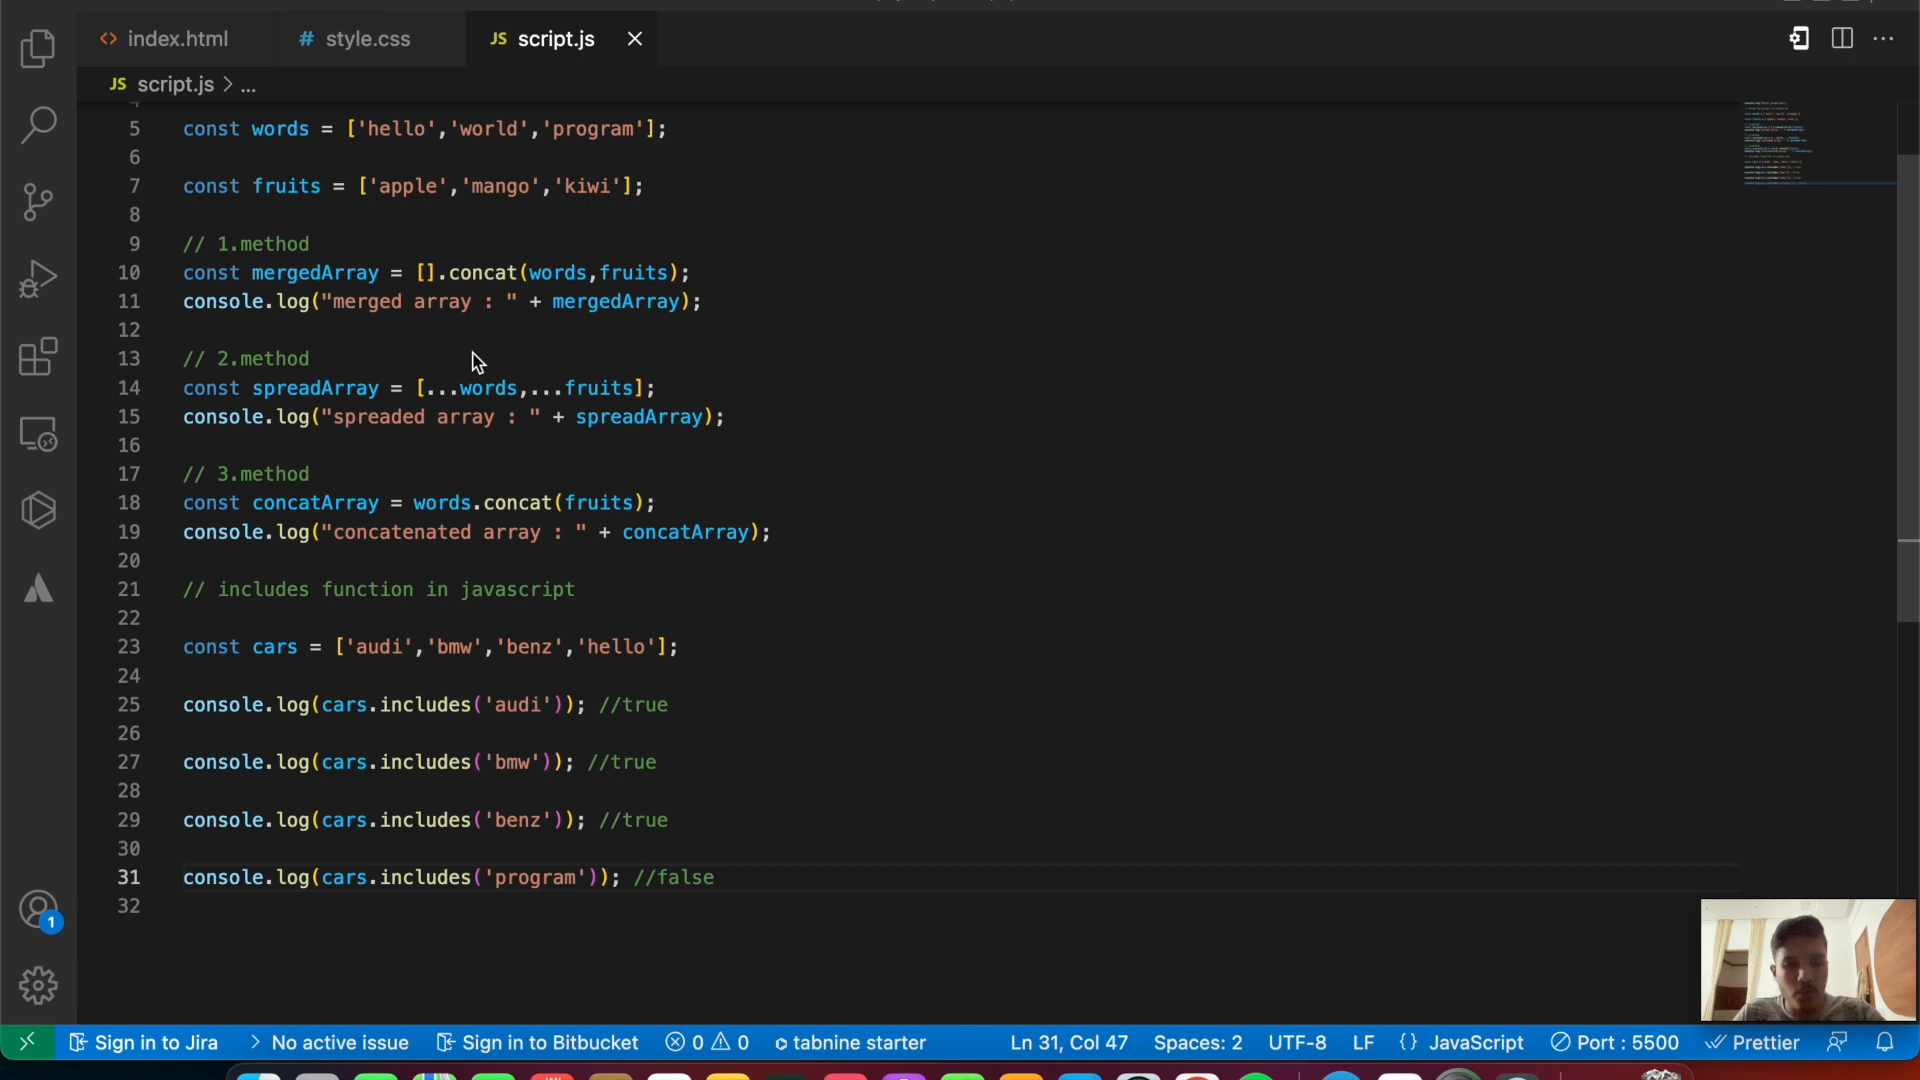 index.html
# style.css
JS script.js
JS script.js > ...
5 const words = ['hello','world','program'];
6
7 const fruits = ['apple','mango','kiwi'];
8
9 // 1.method
10 const mergedArray = [].concat(words,fruits);
11 console.log("merged array : " + mergedArray);
12
13 // 2.method
14 const spreadArray = [...words,...fruits];
15 console.log("spreaded array : " + spreadArray);
16
17 // 3.method
18 const concatArray = words.concat(fruits);
19 console.log("concatenated array : " + concatArray);
20
21 // includes function in javascript
22
23 const cars = ['audi','bmw','benz','hello'];
24
25 console.log(cars.includes('audi')); //true
26
27 console.log(cars.includes('bmw')); //true
28
29 console.log(cars.includes('benz')); //true
30
31 console.log(cars.includes('program')); //false
32
1
Sign in to Jira > No active issue Sign in to Bitbucket 0 0 tabnine starter Ln 31, Col 47 Spaces: 2 UTF-8 LF {} JavaScript Port : 5500 Prettier